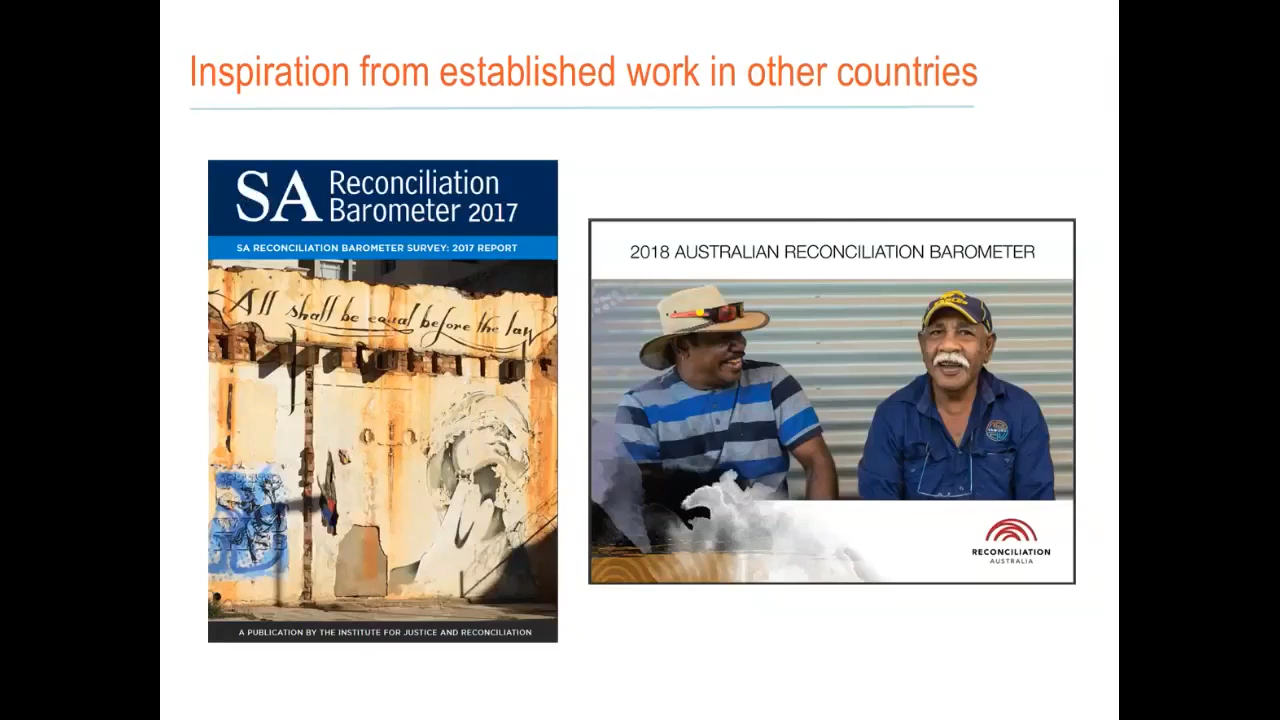 Inspiration from established work in other countries
SA Reconciliation
Barometer 2017
SA RECONCILIATION BAROMETER SURVEY: 2017 REPORT
All shall be equal before the law
A PUBLICATION BY THE INSTITUTE FOR JUSTICE AND RECONCILIATION
2018 AUSTRALIAN RECONCILIATION BAROMETER
RECONCILIATION
AUSTRALIA